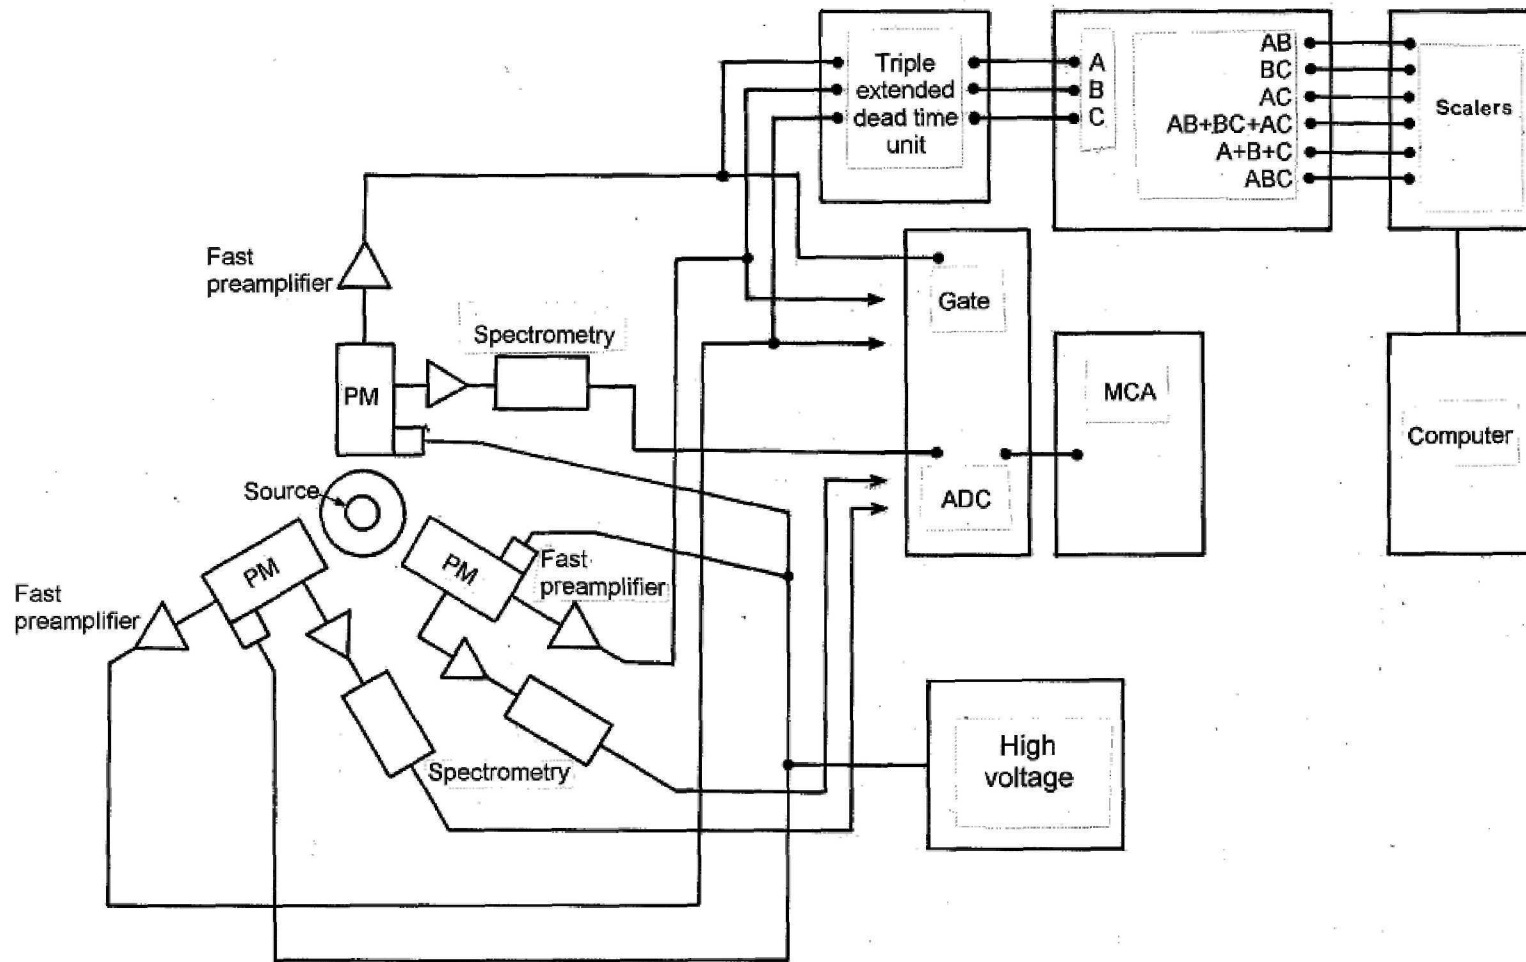 Triple
extended
dead time
unit
A
B
C
AB
BC
AC
AB+BC+AC
A+B+C
ABC
Scalers
Fast
preamplifier
Gate
Spectrometry
PM
MCA
Computer
Source
ADC
PM
PM
Fast
preamplifier
Fast
preamplifier
High
voltage
Spectrometry